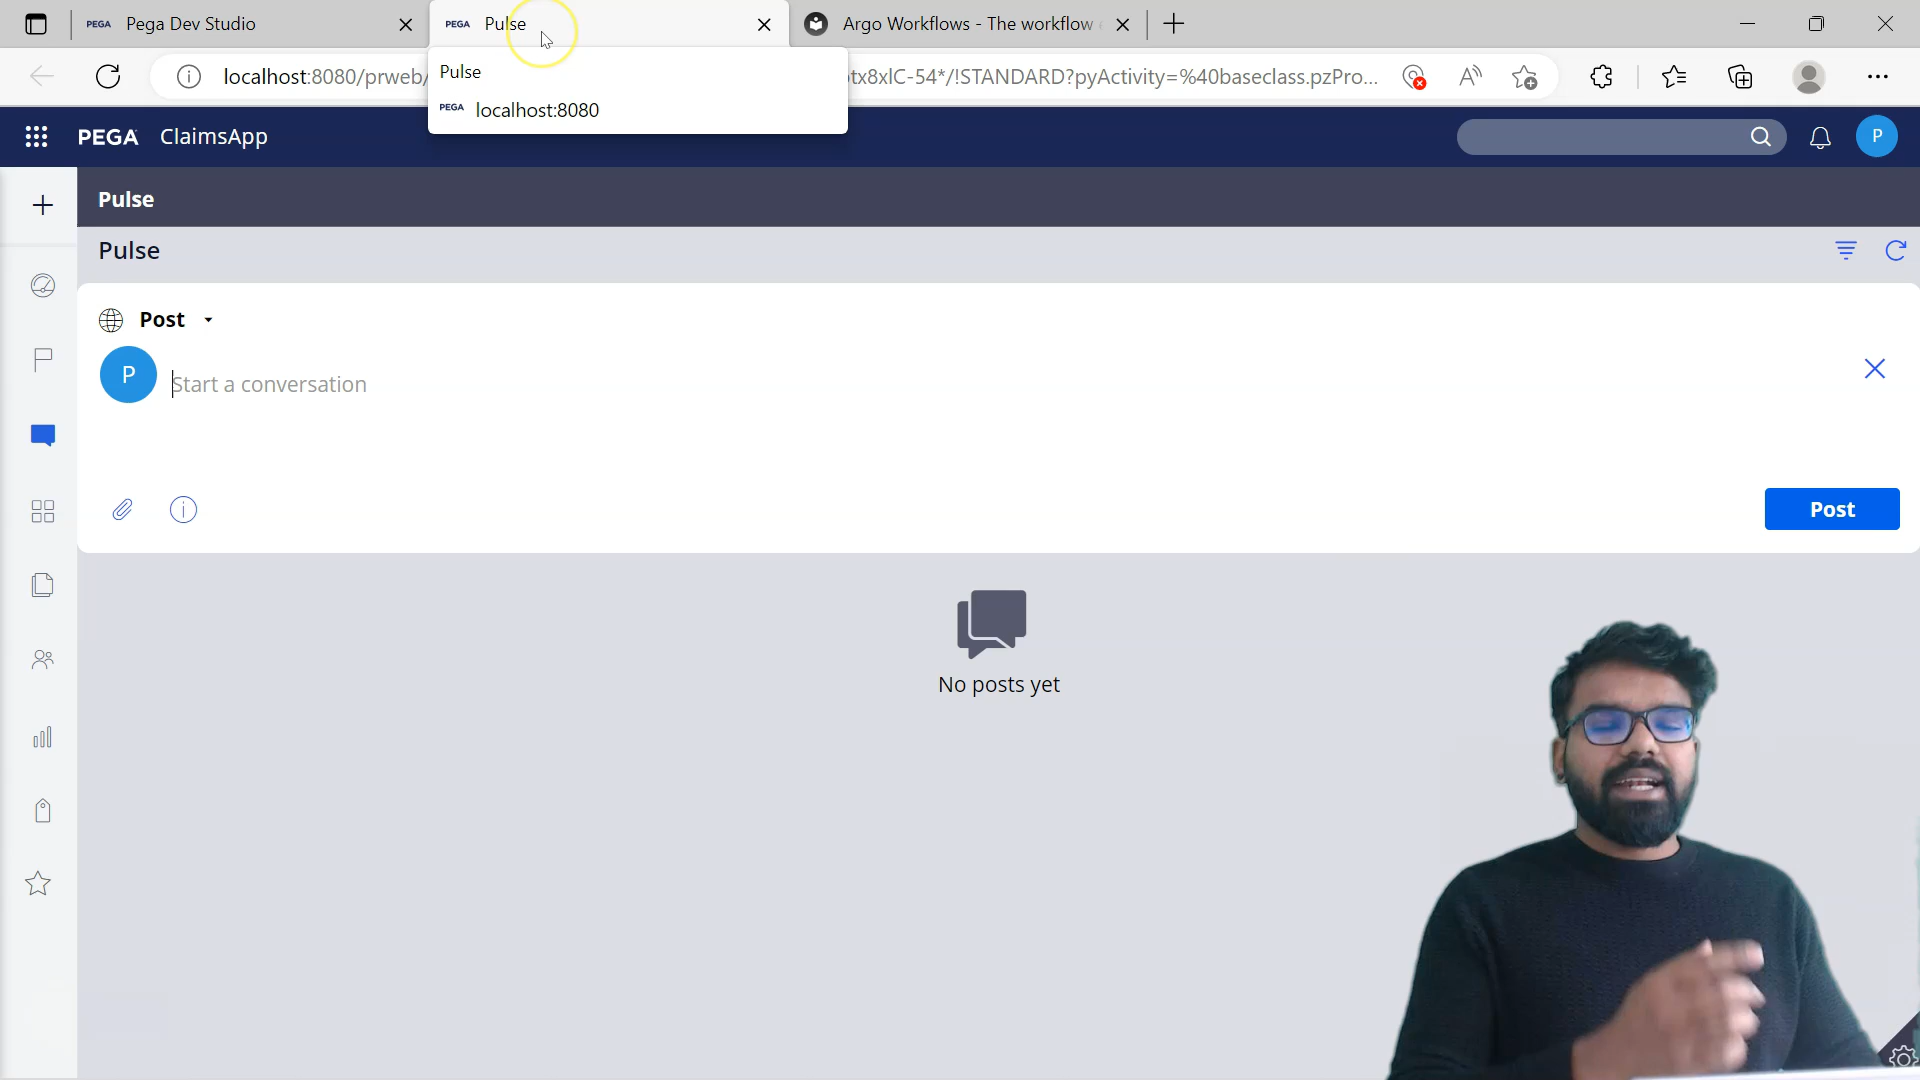 PEGA Pega Dev Studio
PEGA Pulse
Argo Workflows - The workflow
localhost:8080/prweb/
tx8xlC-54*/!STANDARD?pyActivity=%40baseclass.pzPro...
Pulse
PEGA localhost:8080
PEGA ClaimsApp
P
Pulse
Pulse
Post
P
Start a conversation
Post
No posts yet